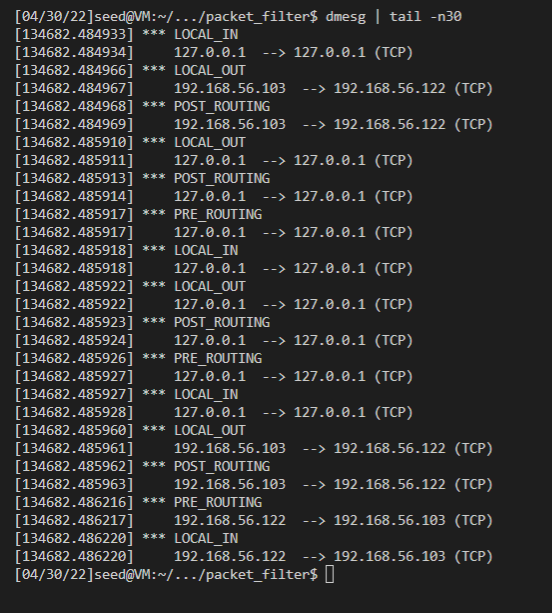 [04/30/22]seed@VM:~/.../packet_filter$ dmesg | tail -n30
[134682.484933] *** LOCAL_IN
[134682.484934]     127.0.0.1  --> 127.0.0.1 (TCP)
[134682.484966] *** LOCAL_OUT
[134682.484967]     192.168.56.103  --> 192.168.56.122 (TCP)
[134682.484968] *** POST_ROUTING
[134682.484969]     192.168.56.103  --> 192.168.56.122 (TCP)
[134682.485910] *** LOCAL_OUT
[134682.485911]     127.0.0.1  --> 127.0.0.1 (TCP)
[134682.485913] *** POST_ROUTING
[134682.485914]     127.0.0.1  --> 127.0.0.1 (TCP)
[134682.485917] *** PRE_ROUTING
[134682.485917]     127.0.0.1  --> 127.0.0.1 (TCP)
[134682.485918] *** LOCAL_IN
[134682.485918]     127.0.0.1  --> 127.0.0.1 (TCP)
[134682.485922] *** LOCAL_OUT
[134682.485922]     127.0.0.1  --> 127.0.0.1 (TCP)
[134682.485923] *** POST_ROUTING
[134682.485924]     127.0.0.1  --> 127.0.0.1 (TCP)
[134682.485926] *** PRE_ROUTING
[134682.485927]     127.0.0.1  --> 127.0.0.1 (TCP)
[134682.485927] *** LOCAL_IN
[134682.485928]     127.0.0.1  --> 127.0.0.1 (TCP)
[134682.485960] *** LOCAL_OUT
[134682.485961]     192.168.56.103  --> 192.168.56.122 (TCP)
[134682.485962] *** POST_ROUTING
[134682.485963]     192.168.56.103  --> 192.168.56.122 (TCP)
[134682.486216] *** PRE_ROUTING
[134682.486217]     192.168.56.122  --> 192.168.56.103 (TCP)
[134682.486220] *** LOCAL_IN
[134682.486220]     192.168.56.122  --> 192.168.56.103 (TCP)
[04/30/22]seed@VM:~/.../packet_filter$